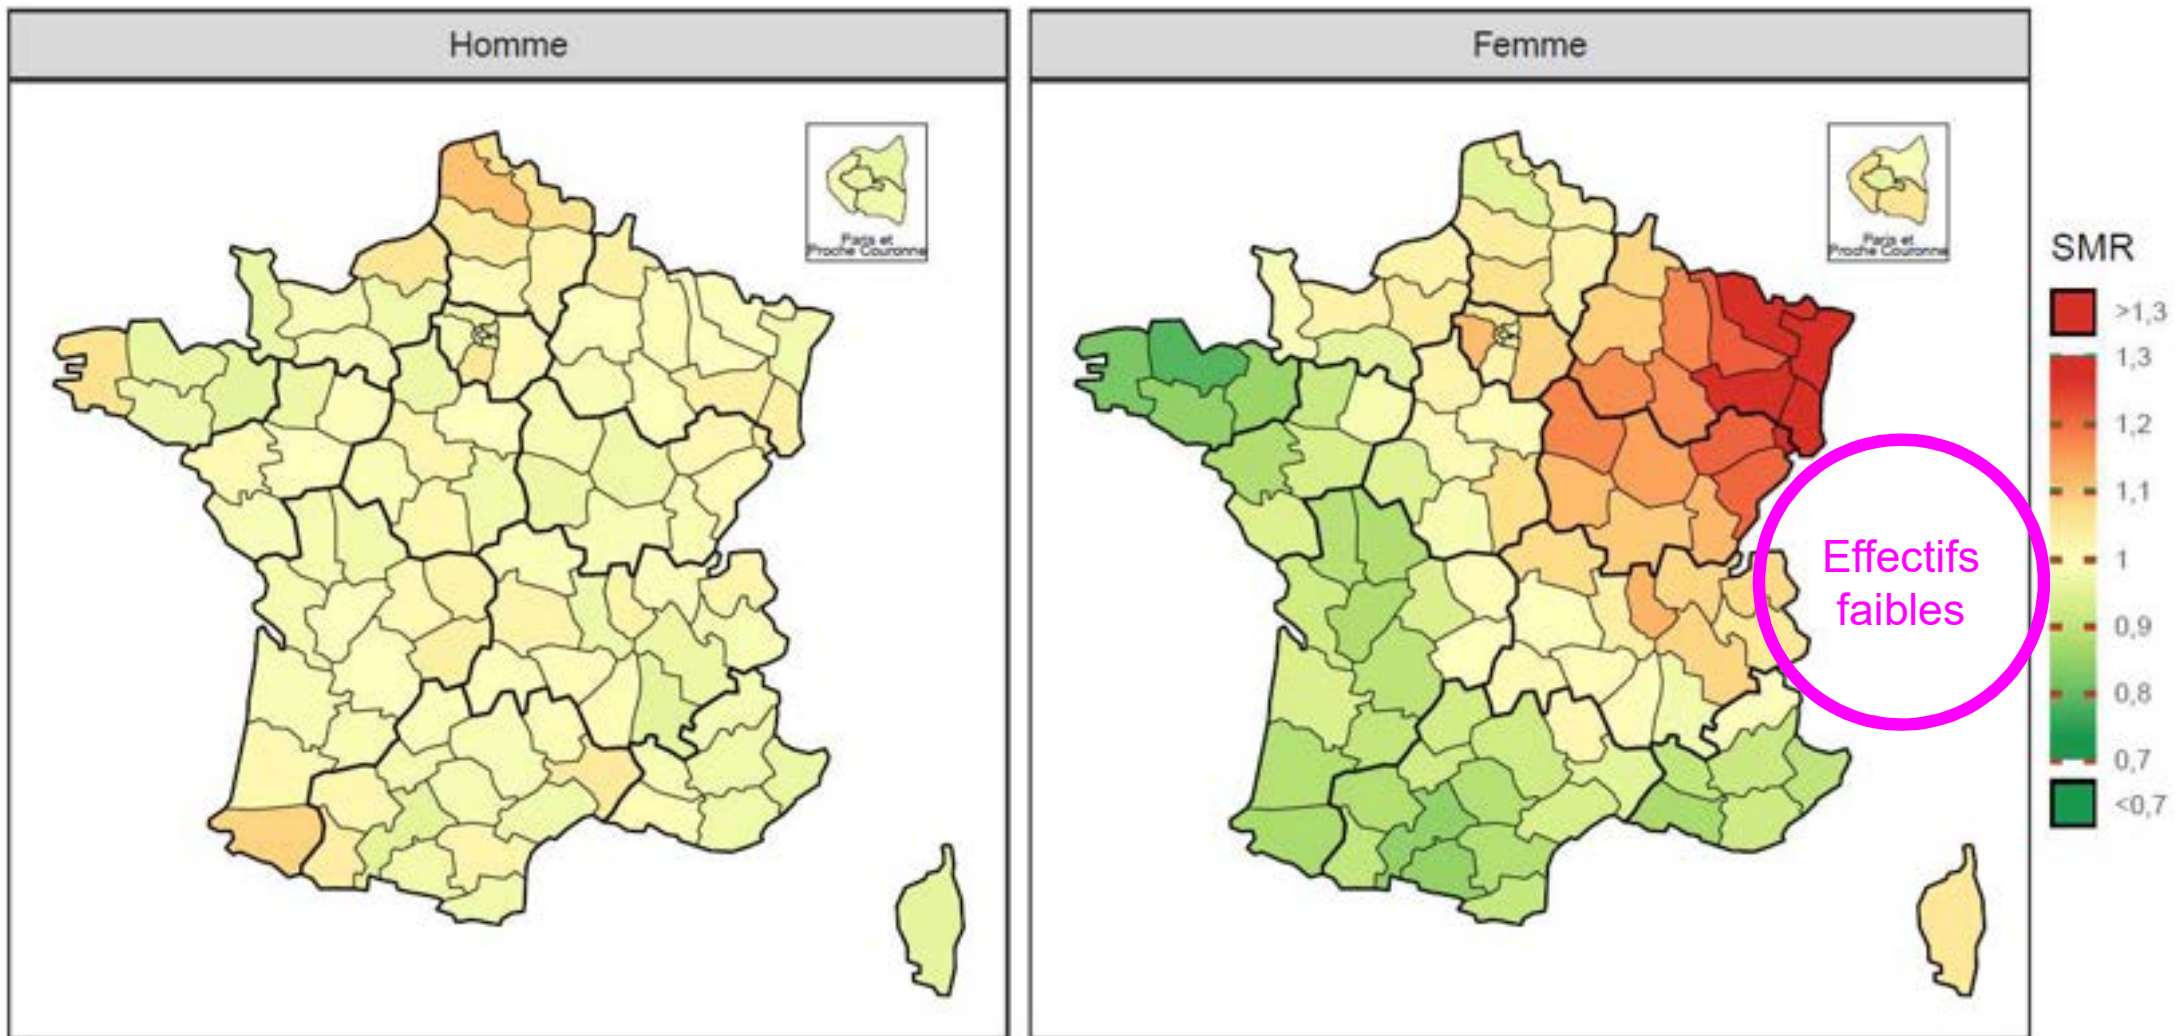 Homme
Femme
Paris et
Proche Couronne
Paris et
Proche Couronne
SMR
>1,3
1,3
1,2
1,1
1
0,9
0,8
0,7
<0,7
Effectifs
faibles